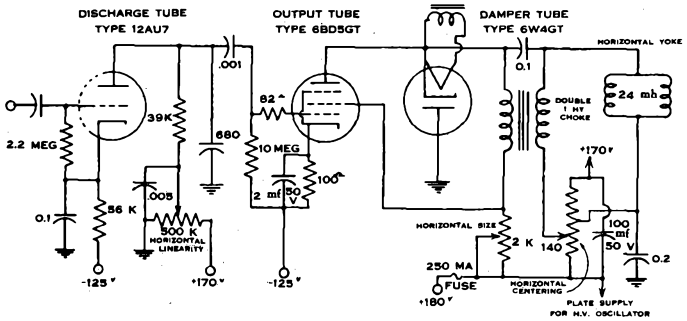 DISCHARGE TUBE
TYPE 12AU7
OUTPUT TUBE
TYPE 6BD5GT
DAMPER TUBE
TYPE 6W4GT
HORIZONTAL YOKE
.001
0.1
39K
82 Ω
DOUBLE
1 HY
CHOKE
24 mh
680
2.2 MEG
10 MEG
100 Ω
+170 V
.005
2 mf
50
V
0.1
56 K
500 K
HORIZONTAL
LINEARITY
HORIZONTAL SIZE
2 K
140
100
mf
50 V
0.2
-125 V
+170 V
-125 V
250 MA
FUSE
+180 V
HORIZONTAL
CENTERING
PLATE SUPPLY
FOR H.V. OSCILLATOR